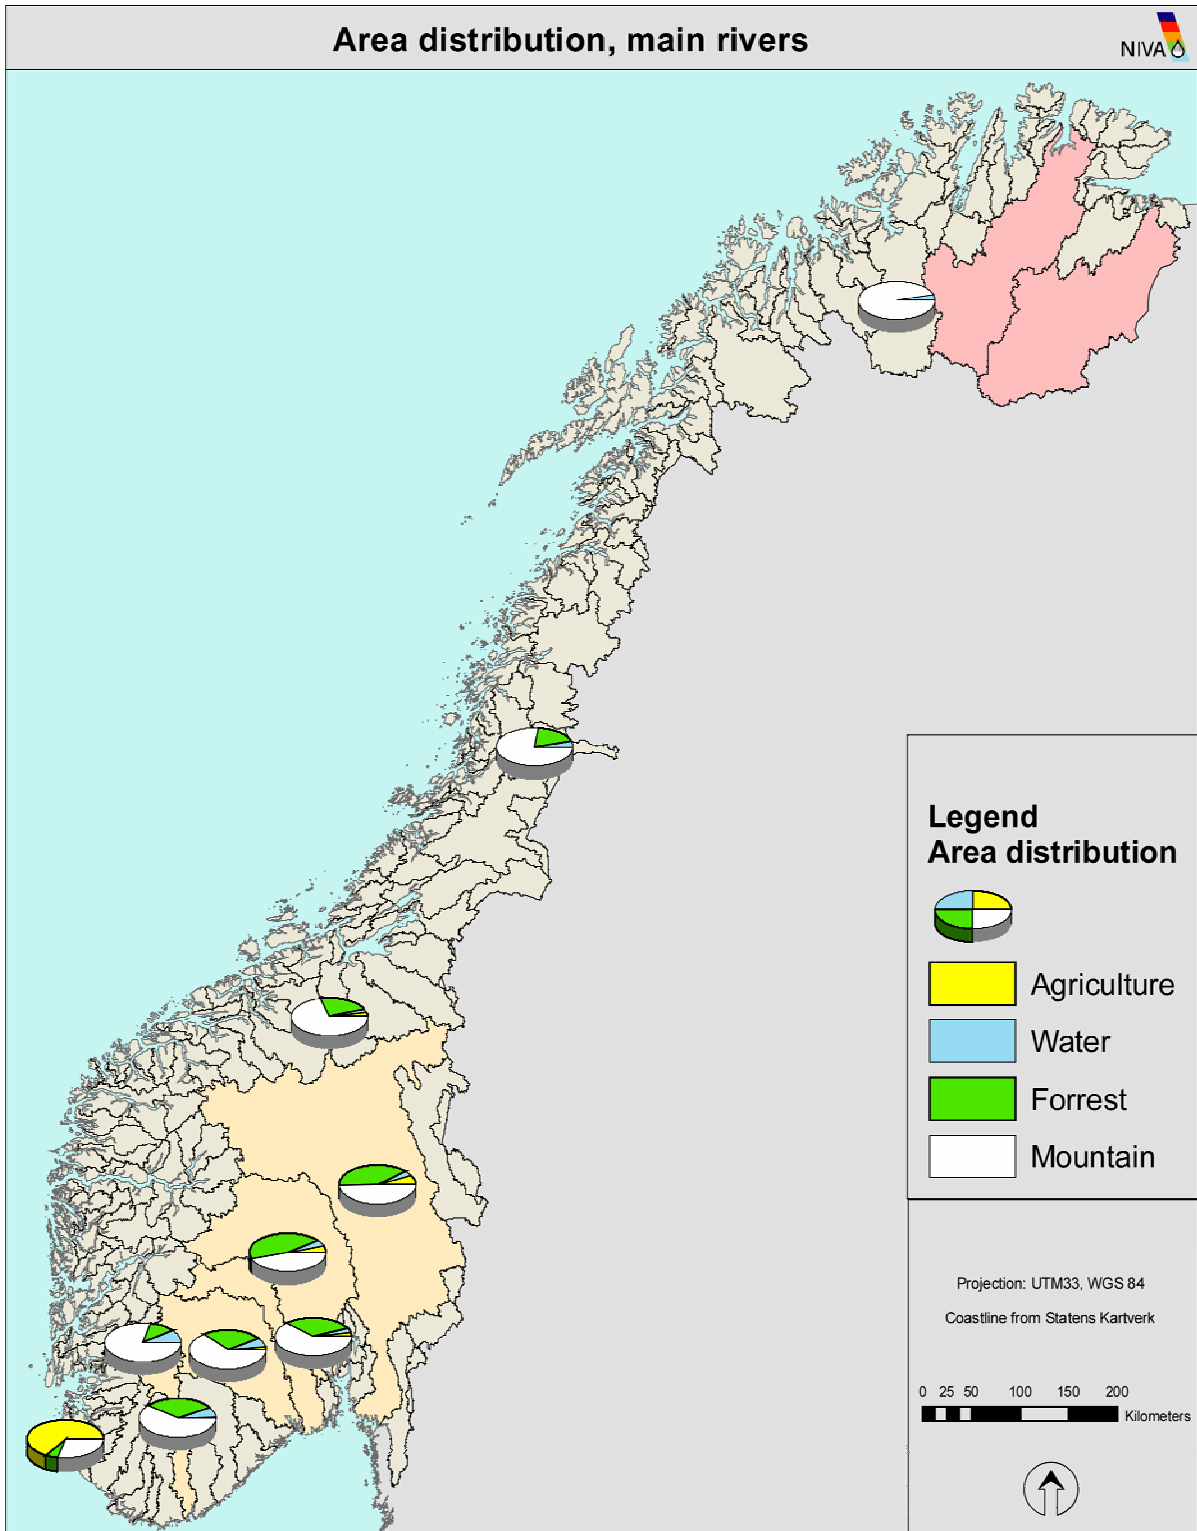 Area distribution, main rivers
NIVA
Legend
Area distribution
Agriculture
Water
Forrest
Mountain
Projection: UTM33, WGS 84
Coastline from Statens Kartverk
0 25 50 100 150 200
Kilometers